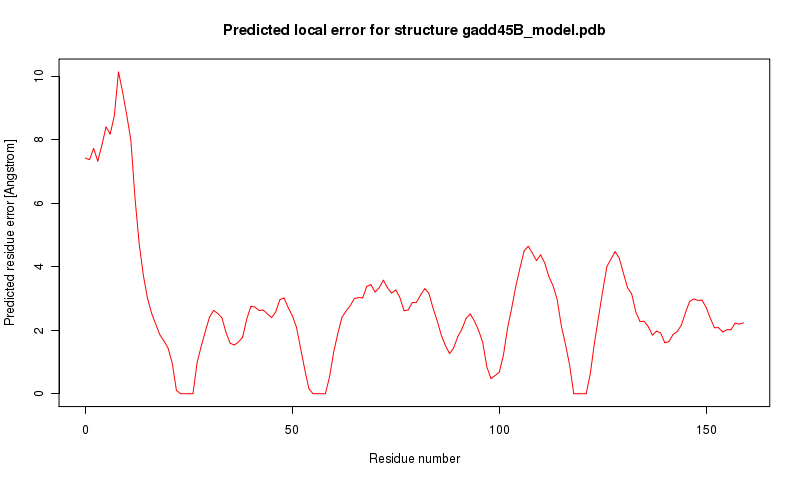 Predicted local error for structure gadd45B_model.pdb
Predicted residue error [Angstrom]
10
8
6
4
2
0
0 50 100 150
Residue number